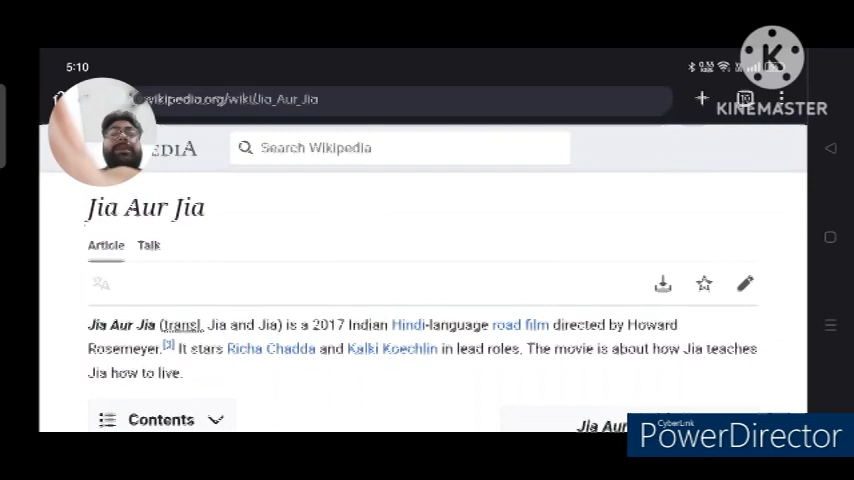 5:10
K
KINEMASTER
wikipedia.org/wiki/Jia_Aur_Jia
EDIA
Search Wikipedia
Jia Aur Jia
Article Talk
Jia Aur Jia (transl. Jia and Jia) is a 2017 Indian Hindi-language road film directed by Howard
Rosemeyer.[3] It stars Richa Chadda and Kalki Koechlin in lead roles. The movie is about how Jia teaches
Jia how to live.
Contents
Jia Aur
CyberLink
PowerDirector